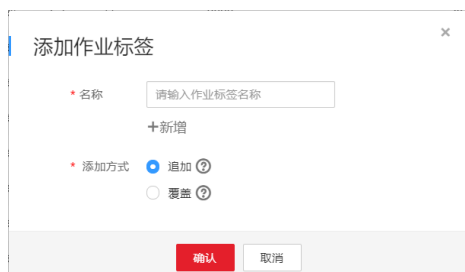 添加作业标签
×
* 名称 请输入作业标签名称
+新增
* 添加方式 追加 ?
覆盖 ?
确认 取消